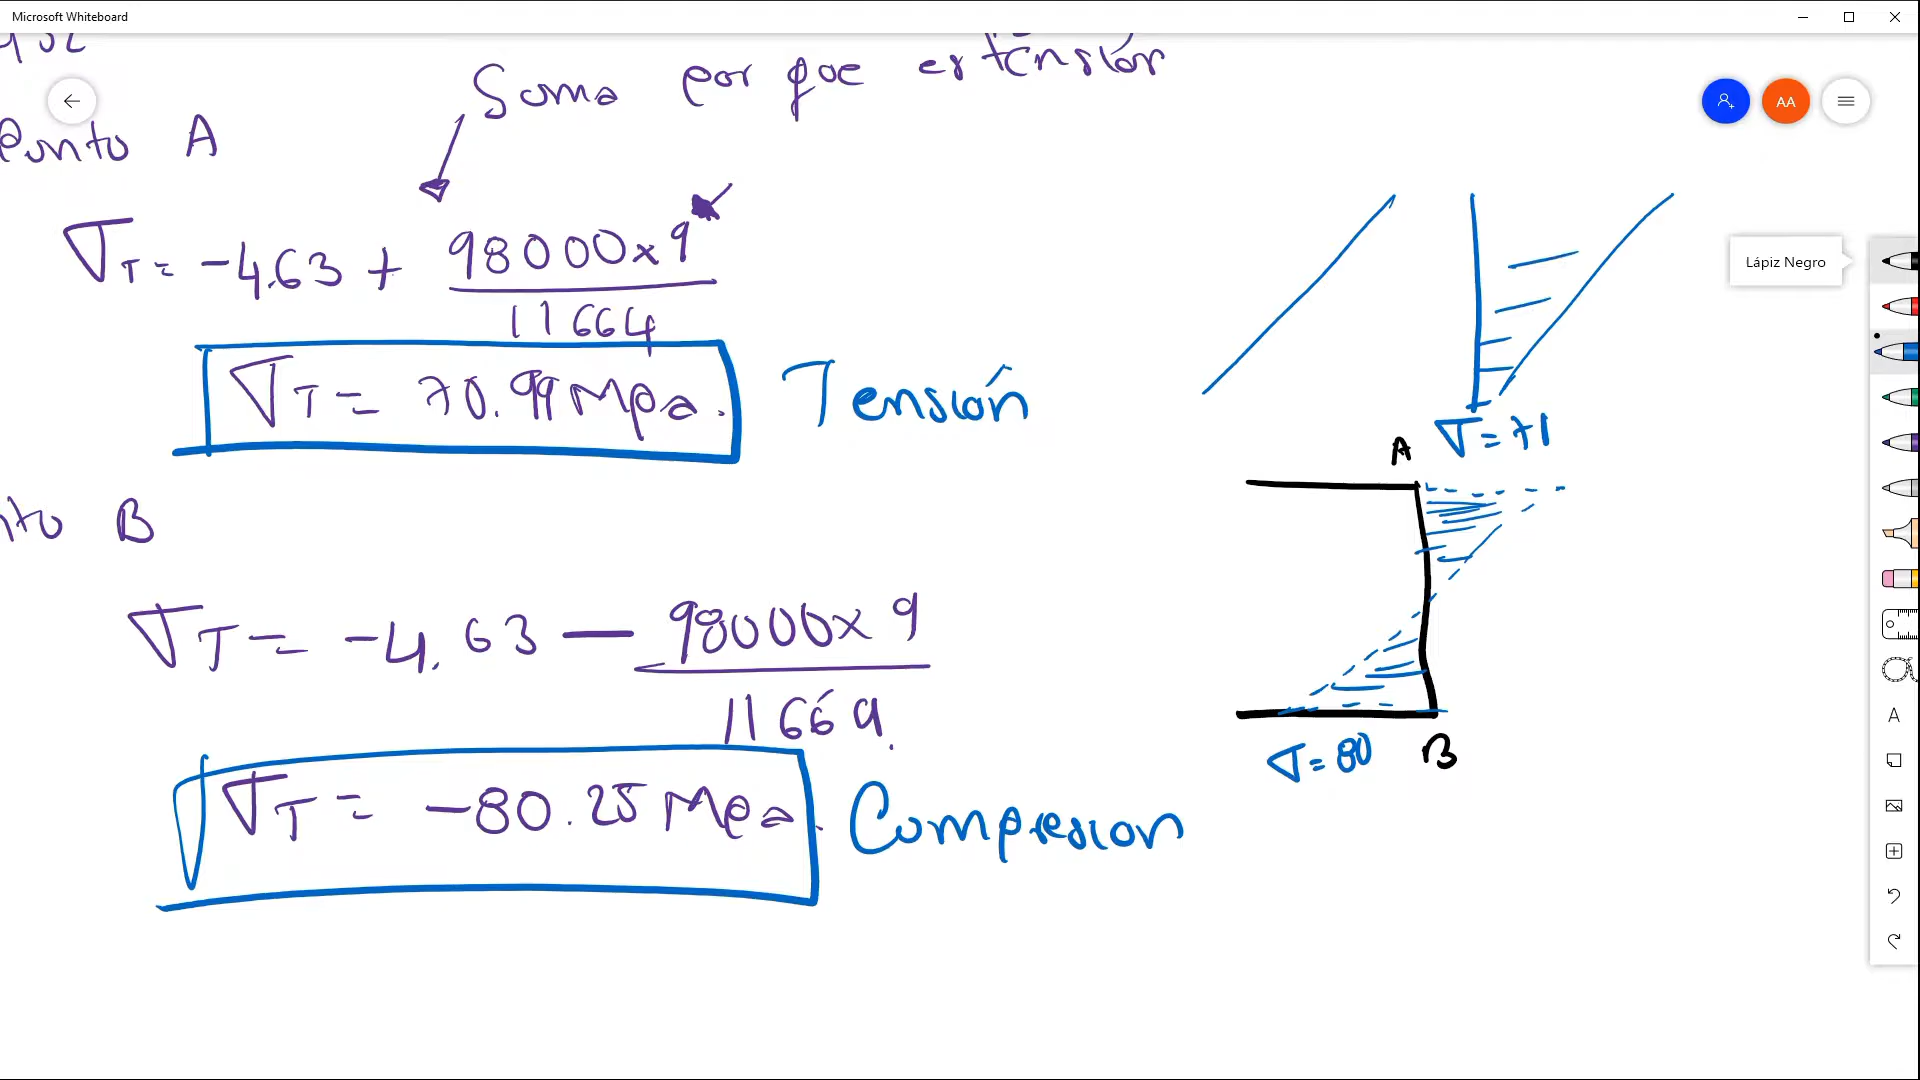 Microsoft Whiteboard
Suma por que es tensión
Punto A
σT = -4.63 + 98000x9
11664
σT = 70.99 Mpa. Tensión
nto B
σT = -4.63 — 98000x9
11664.
σT = -80.25 Mpa. Compresion
A σ=71
σ=80 B
AA
Lápiz Negro
A